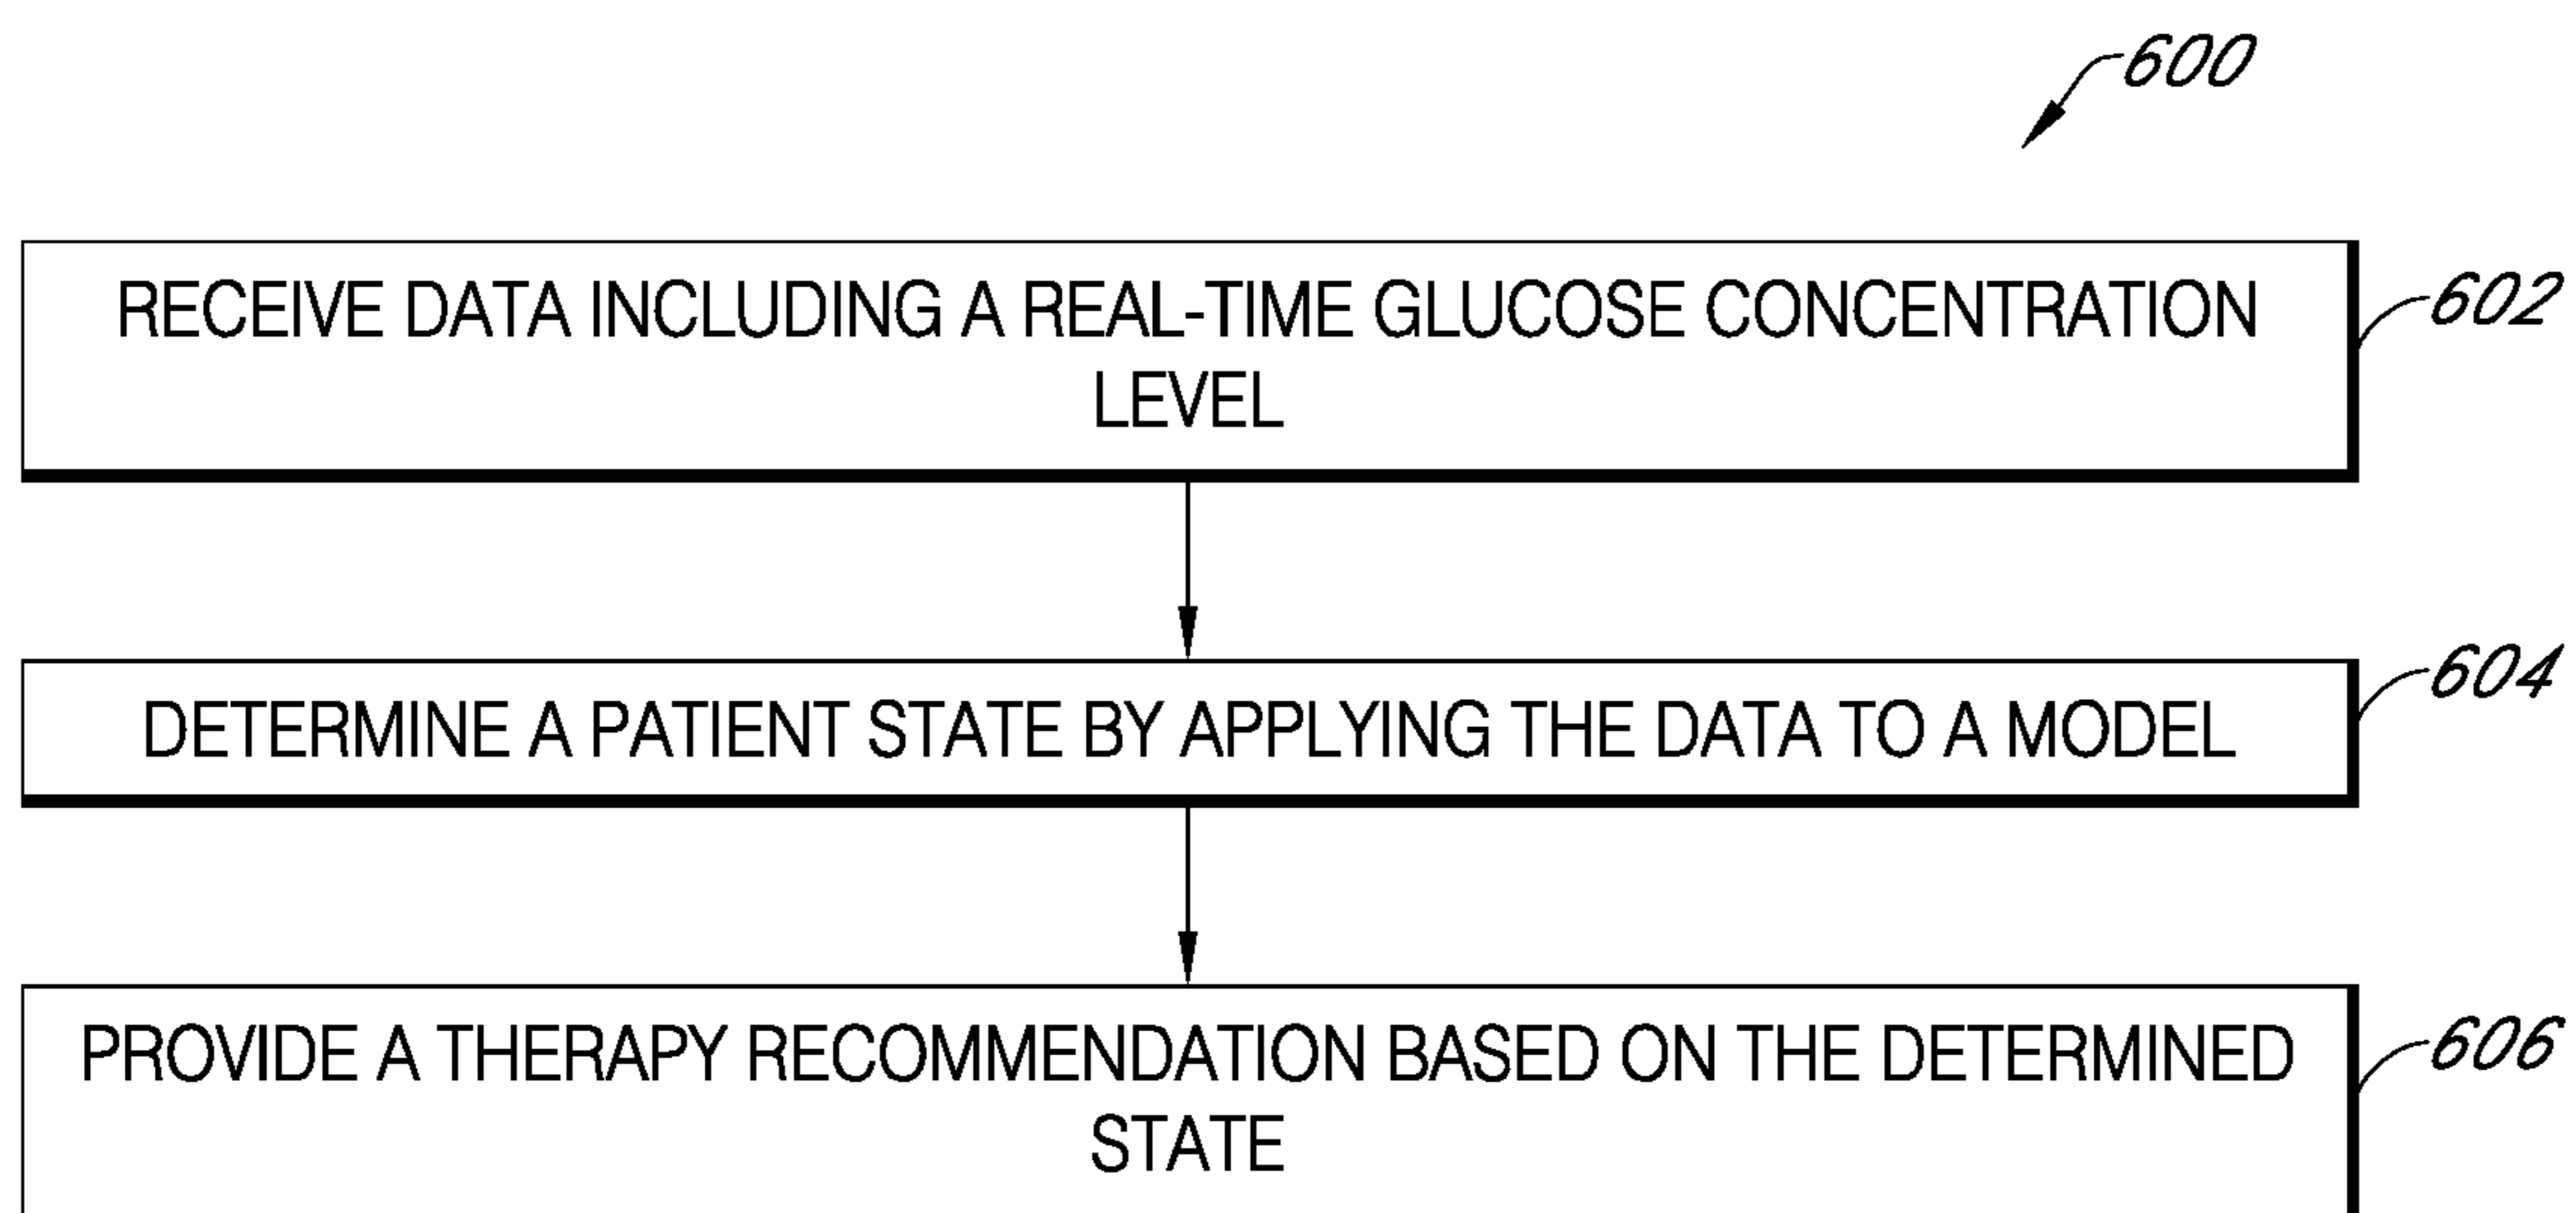 600
RECEIVE DATA INCLUDING A REAL-TIME GLUCOSE CONCENTRATION
LEVEL
602
DETERMINE A PATIENT STATE BY APPLYING THE DATA TO A MODEL
604
PROVIDE A THERAPY RECOMMENDATION BASED ON THE DETERMINED
STATE
606